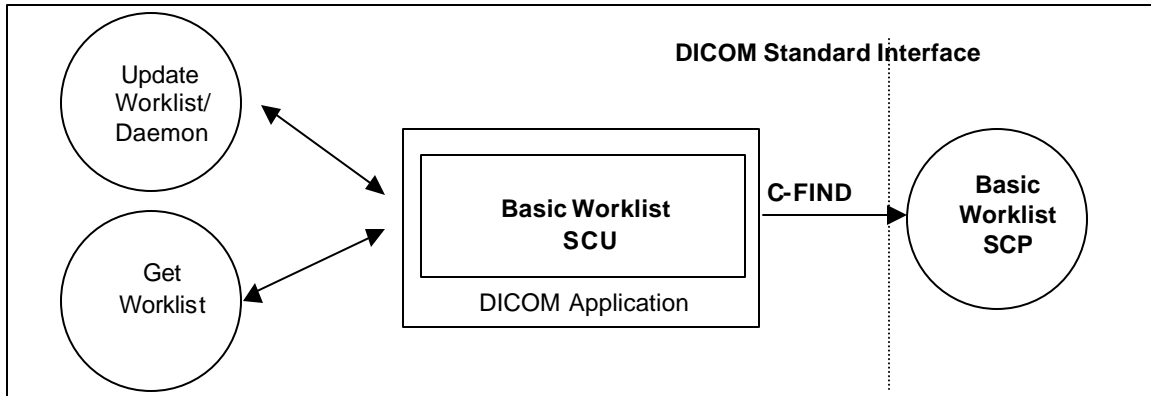 DICOM Standard Interface
Update
Worklist/
Daemon
Basic Worklist
SCU
DICOM Application
C-FIND
Basic
Worklist
SCP
Get
Worklist